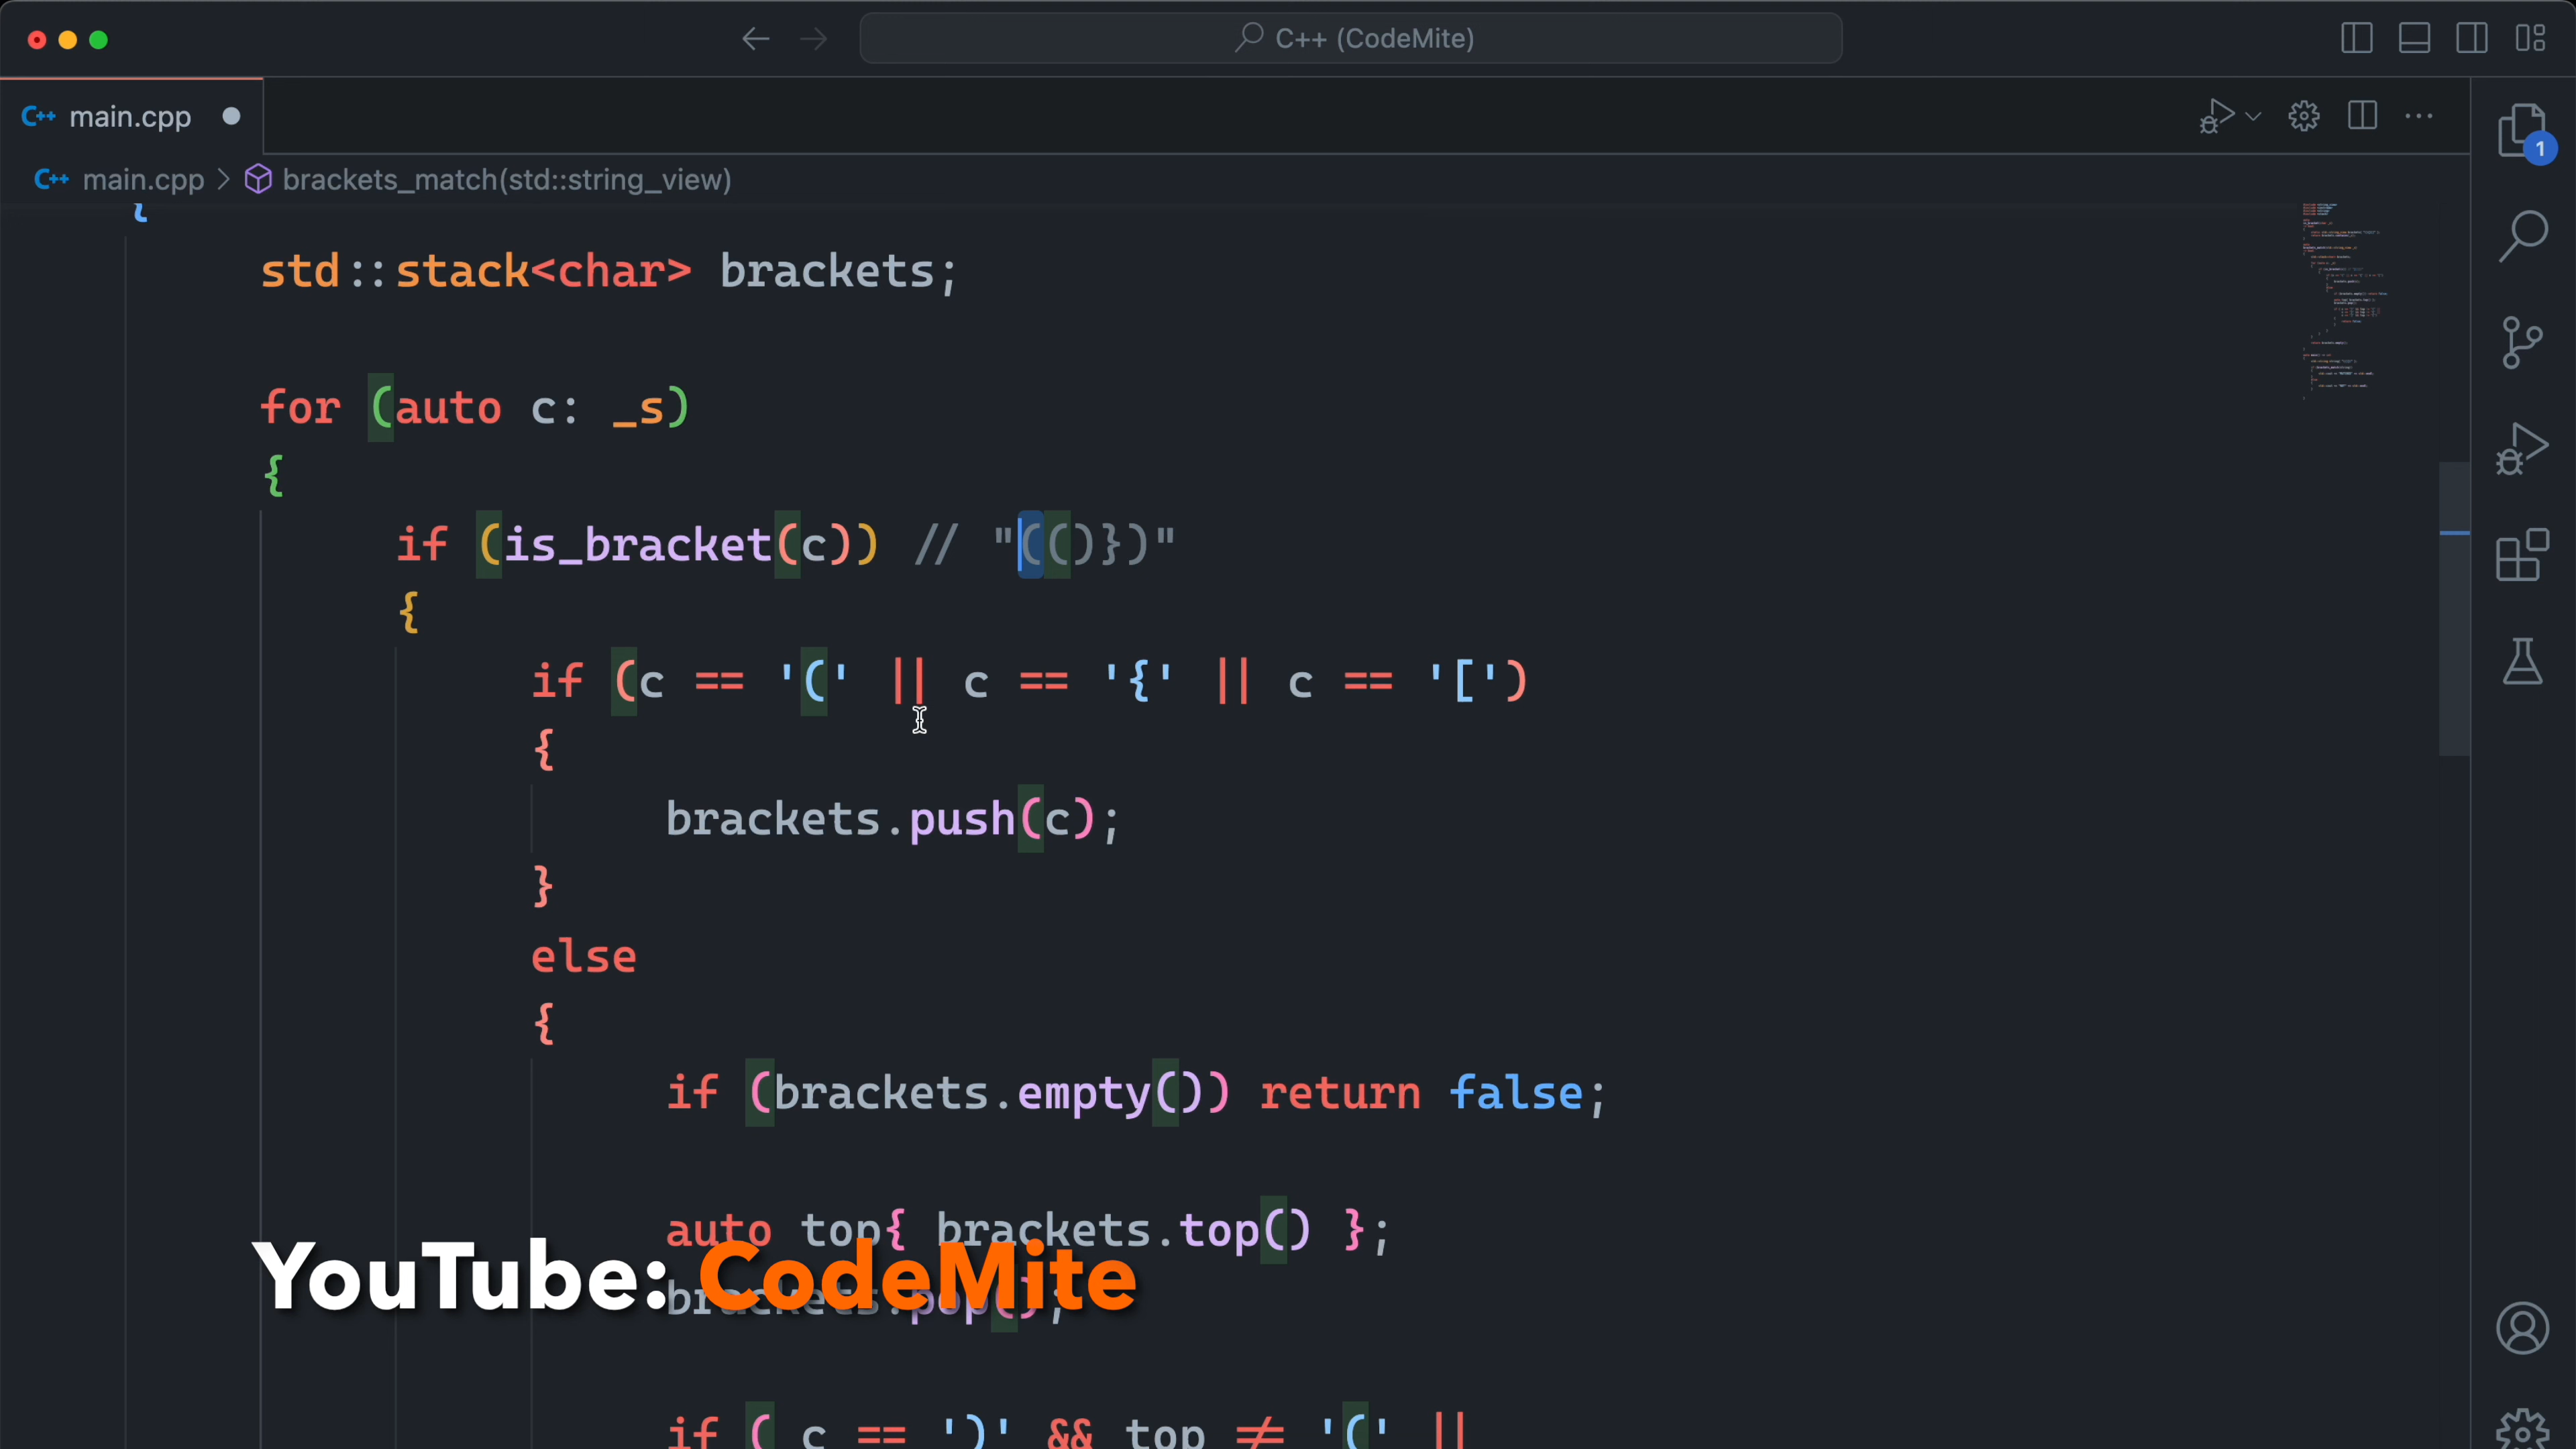 C++ (CodeMite)
C++ main.cpp
1
C++ main.cpp > brackets_match(std::string_view)
{
std::stack<char> brackets;
for (auto c: _s)
{
if (is_bracket(c)) // "(()})"
{
if (c == '(' || c == '{' || c == '[')
{
brackets.push(c);
}
else
{
if (brackets.empty()) return false;
auto top{ brackets.top() };
YouTube: CodeMite
brackets.pop();
if ( c == ')' && top ≠ '(' ||